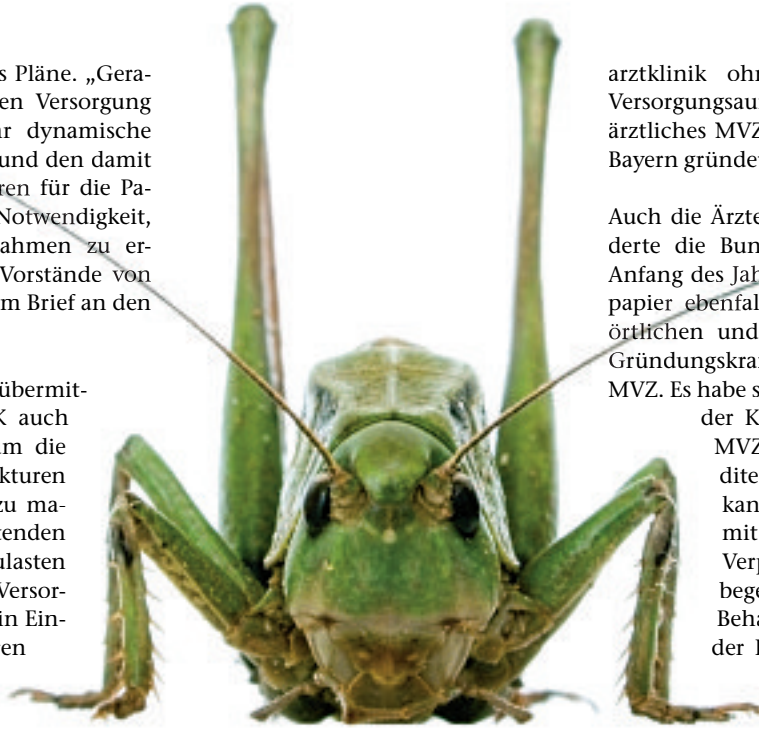 s Pläne. „Gera-
en Versorgung
r dynamische
und den damit
ren für die Pa-
Notwendigkeit,
ahmen zu er-
Vorstände von
m Brief an den
übermit-
K auch
um die
kturen
zu ma-
enden
ulasten
Versor-
in Ein-
en
arztklinik oh
Versorgungsau
ärztliches MVZ
Bayern gründe
Auch die Ärzte
derte die Bun
Anfang des Jah
papier ebenfal
örtlichen und
Gründungskra
MVZ. Es habe s
der K
MVZ
dite
kan
mit
Verp
bege
Beha
der